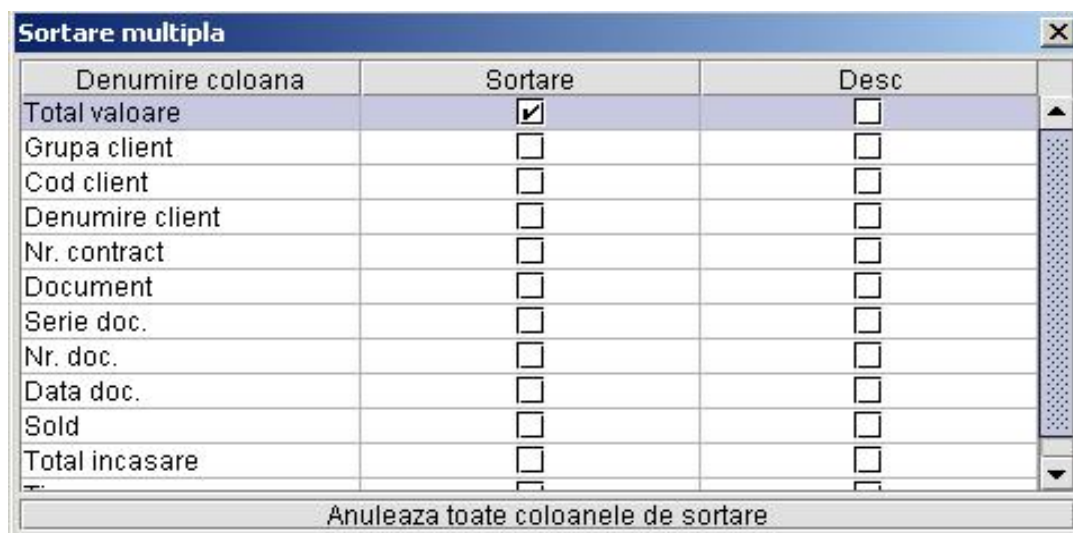 Sortare multipla
Denumire coloana Sortare Desc
Total valoare
Grupa client
Cod client
Denumire client
Nr. contract
Document
Serie doc.
Nr. doc.
Data doc.
Sold
Total incasare
Anuleaza toate coloanele de sortare